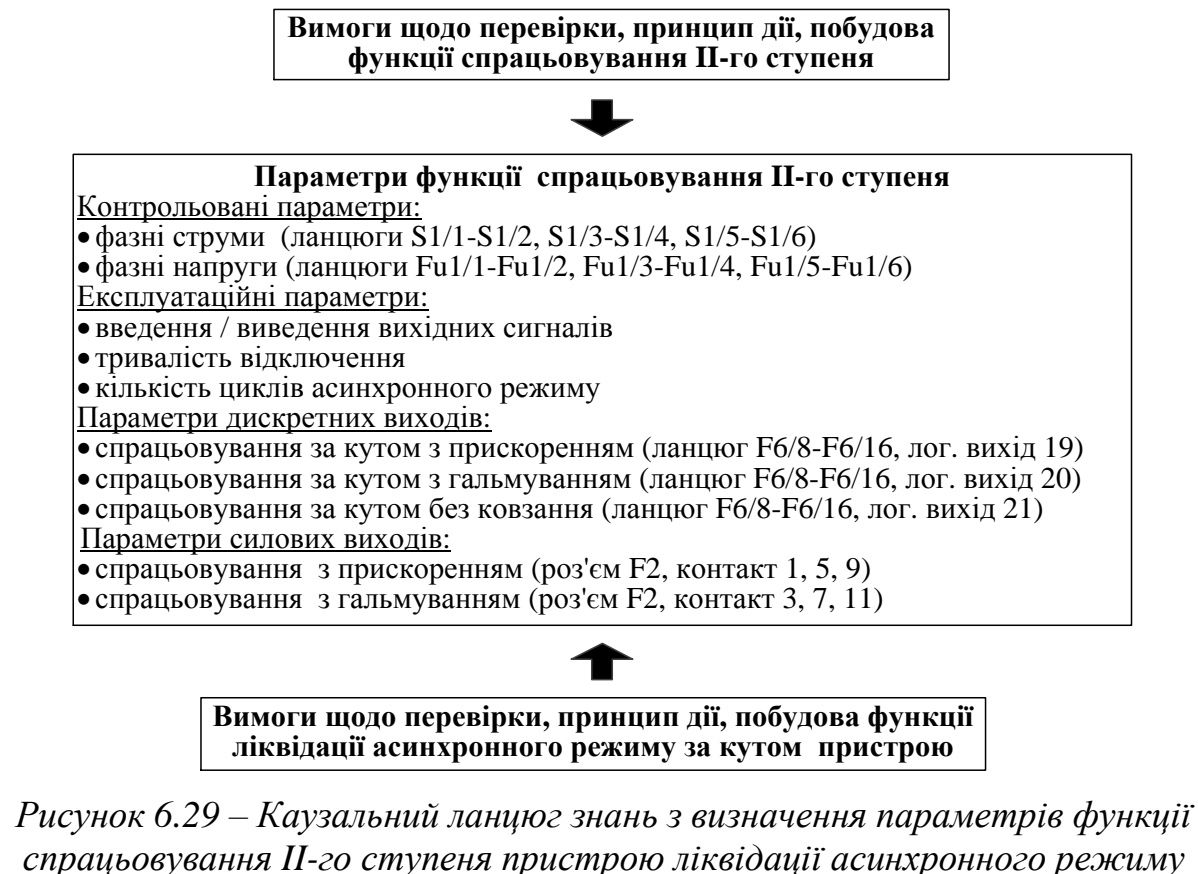 Вимоги щодо перевірки, принцип дії, побудова
функції спрацьовування ІІ-го ступеня
Параметри функції спрацьовування ІІ-го ступеня
Контрольовані параметри:
• фазні струми (ланцюги S1/1-S1/2, S1/3-S1/4, S1/5-S1/6)
• фазні напруги (ланцюги Fu1/1-Fu1/2, Fu1/3-Fu1/4, Fu1/5-Fu1/6)
Експлуатаційні параметри:
• введення / виведення вихідних сигналів
• тривалість відключення
• кількість циклів асинхронного режиму
Параметри дискретних виходів:
• спрацьовування за кутом з прискоренням (ланцюг F6/8-F6/16, лог. вихід 19)
• спрацьовування за кутом з гальмуванням (ланцюг F6/8-F6/16, лог. вихід 20)
• спрацьовування за кутом без ковзання (ланцюг F6/8-F6/16, лог. вихід 21)
Параметри силових виходів:
• спрацьовування з прискоренням (роз'єм F2, контакт 1, 5, 9)
• спрацьовування з гальмуванням (роз'єм F2, контакт 3, 7, 11)
Вимоги щодо перевірки, принцип дії, побудова функції
ліквідації асинхронного режиму за кутом пристрою
Рисунок 6.29 – Каузальний ланцюг знань з визначення параметрів функції
спрацьовування ІІ-го ступеня пристрою ліквідації асинхронного режиму